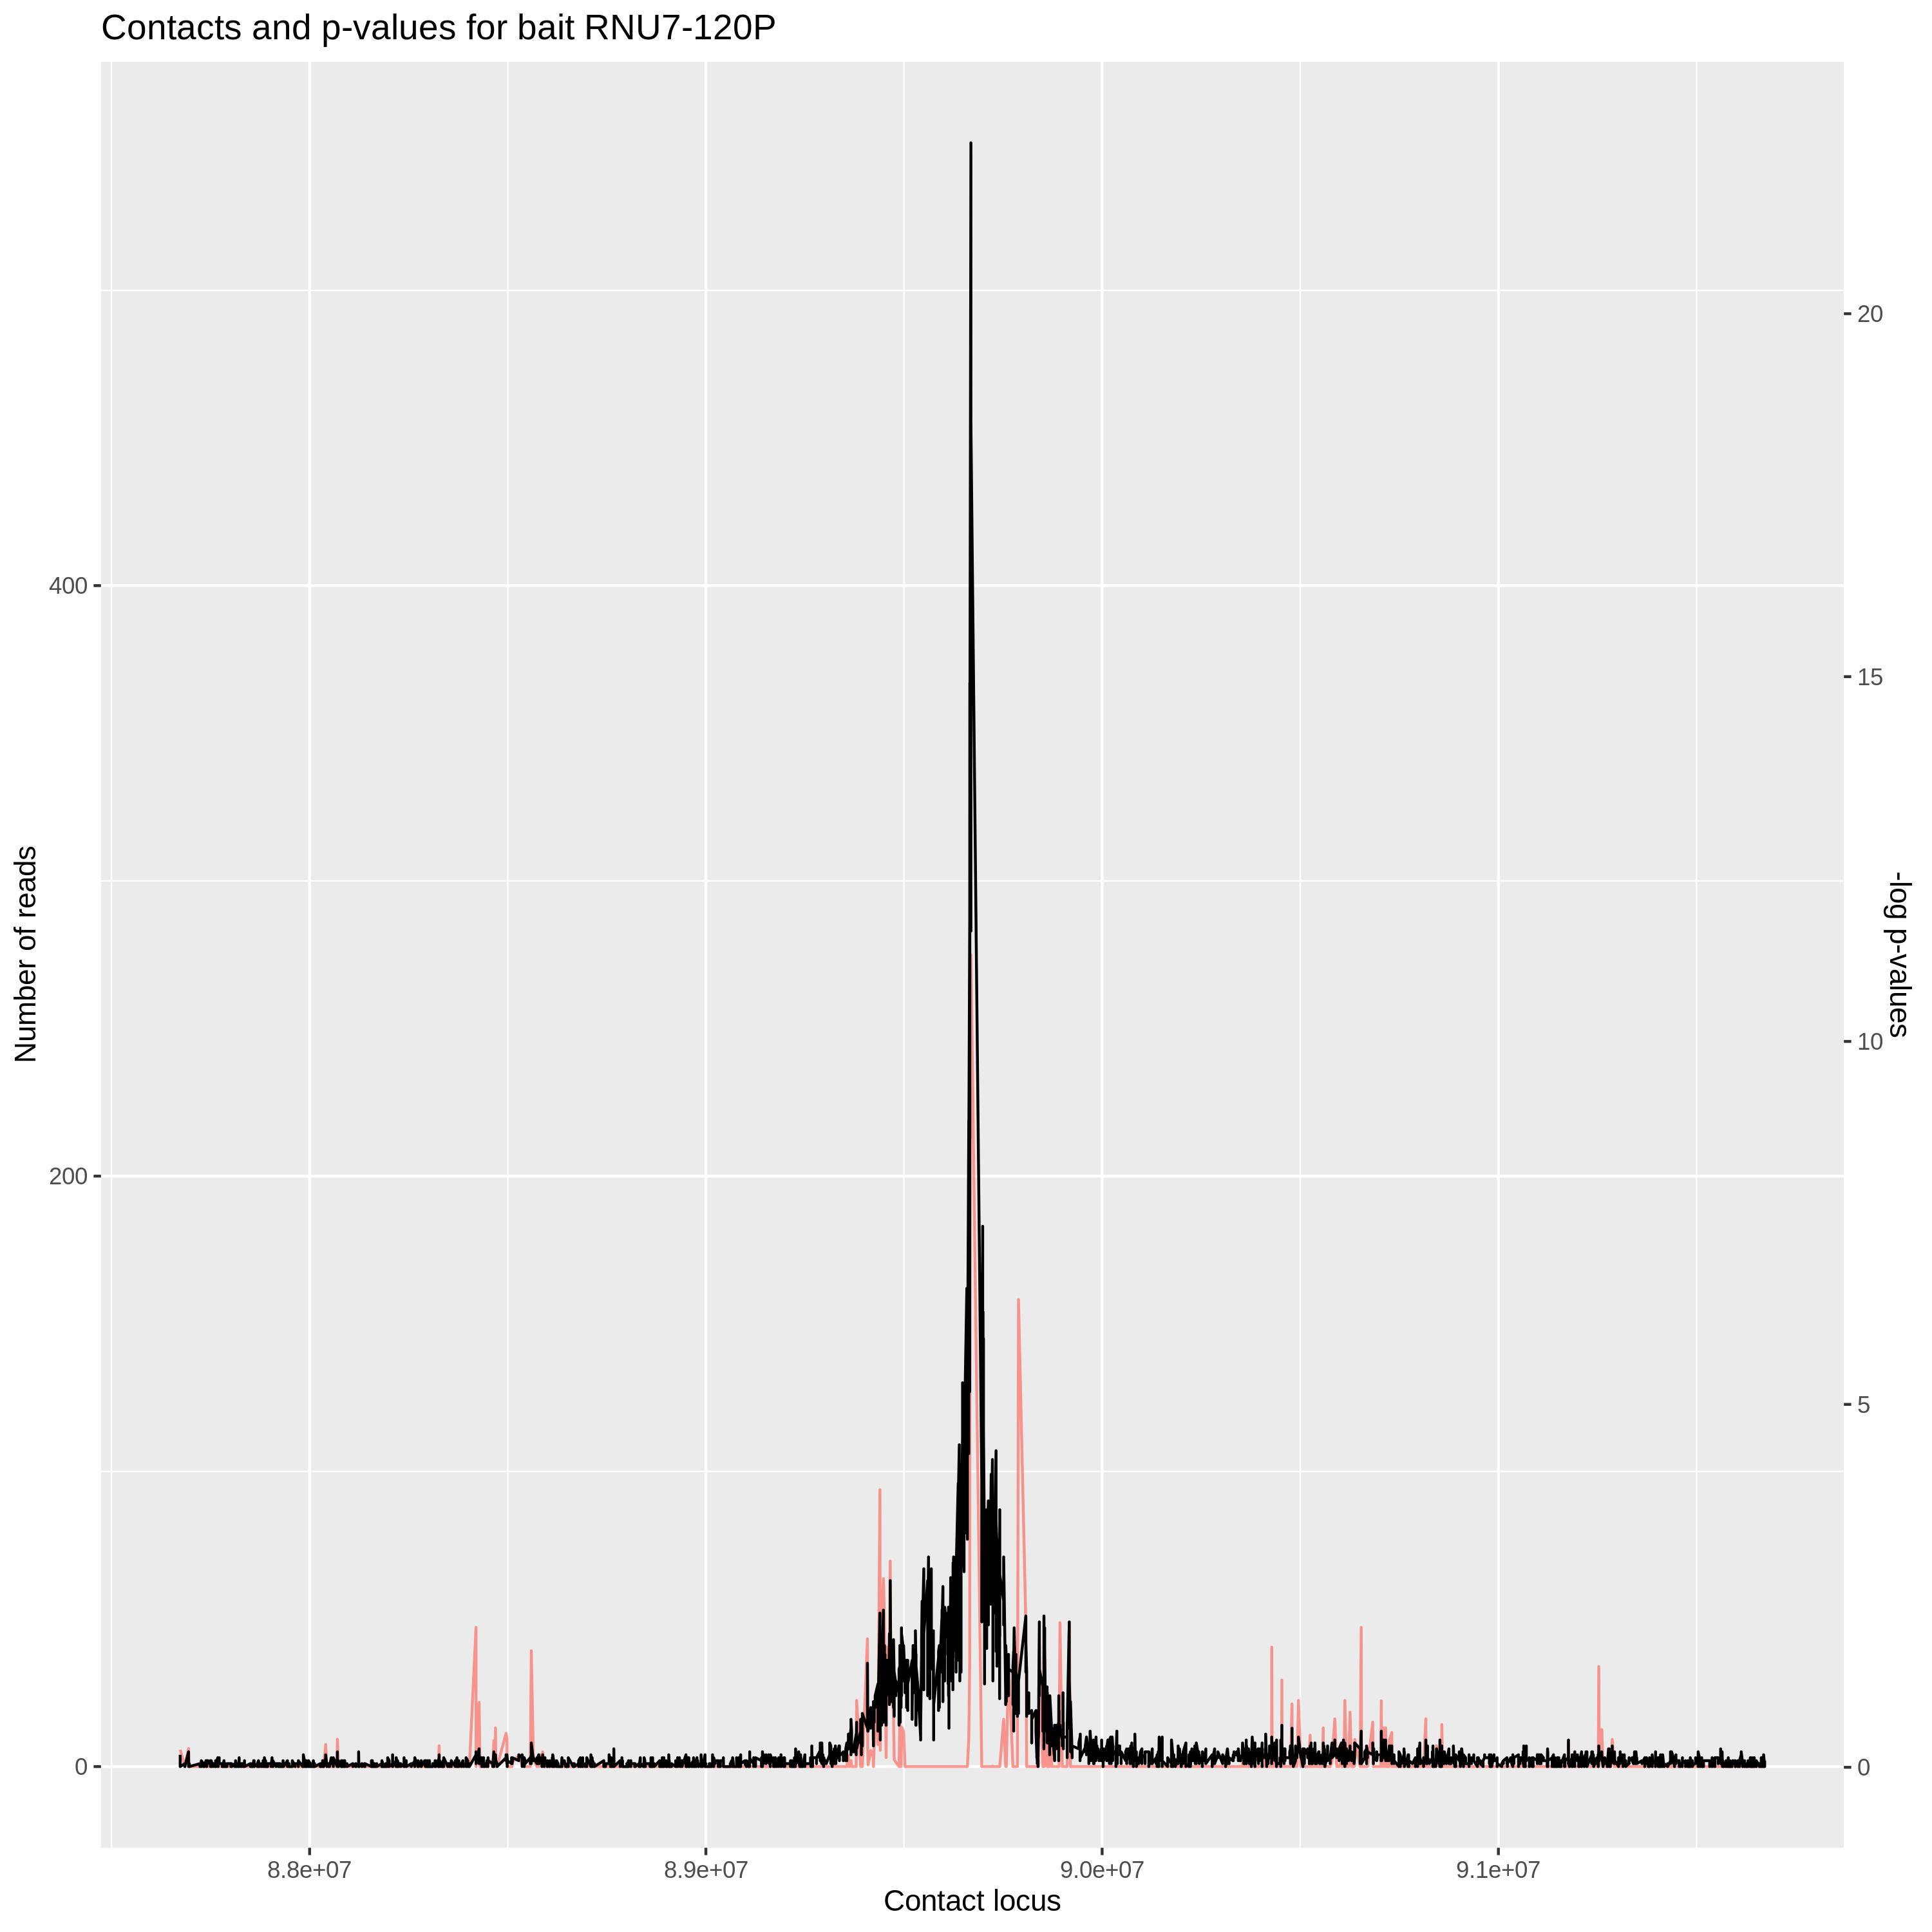 Contacts and p-values for bait RNU7-120P
Number of reads
400
200
0
20
15
10
5
0
-log p-values
8.8e+07
8.9e+07
9.0e+07
9.1e+07
Contact locus